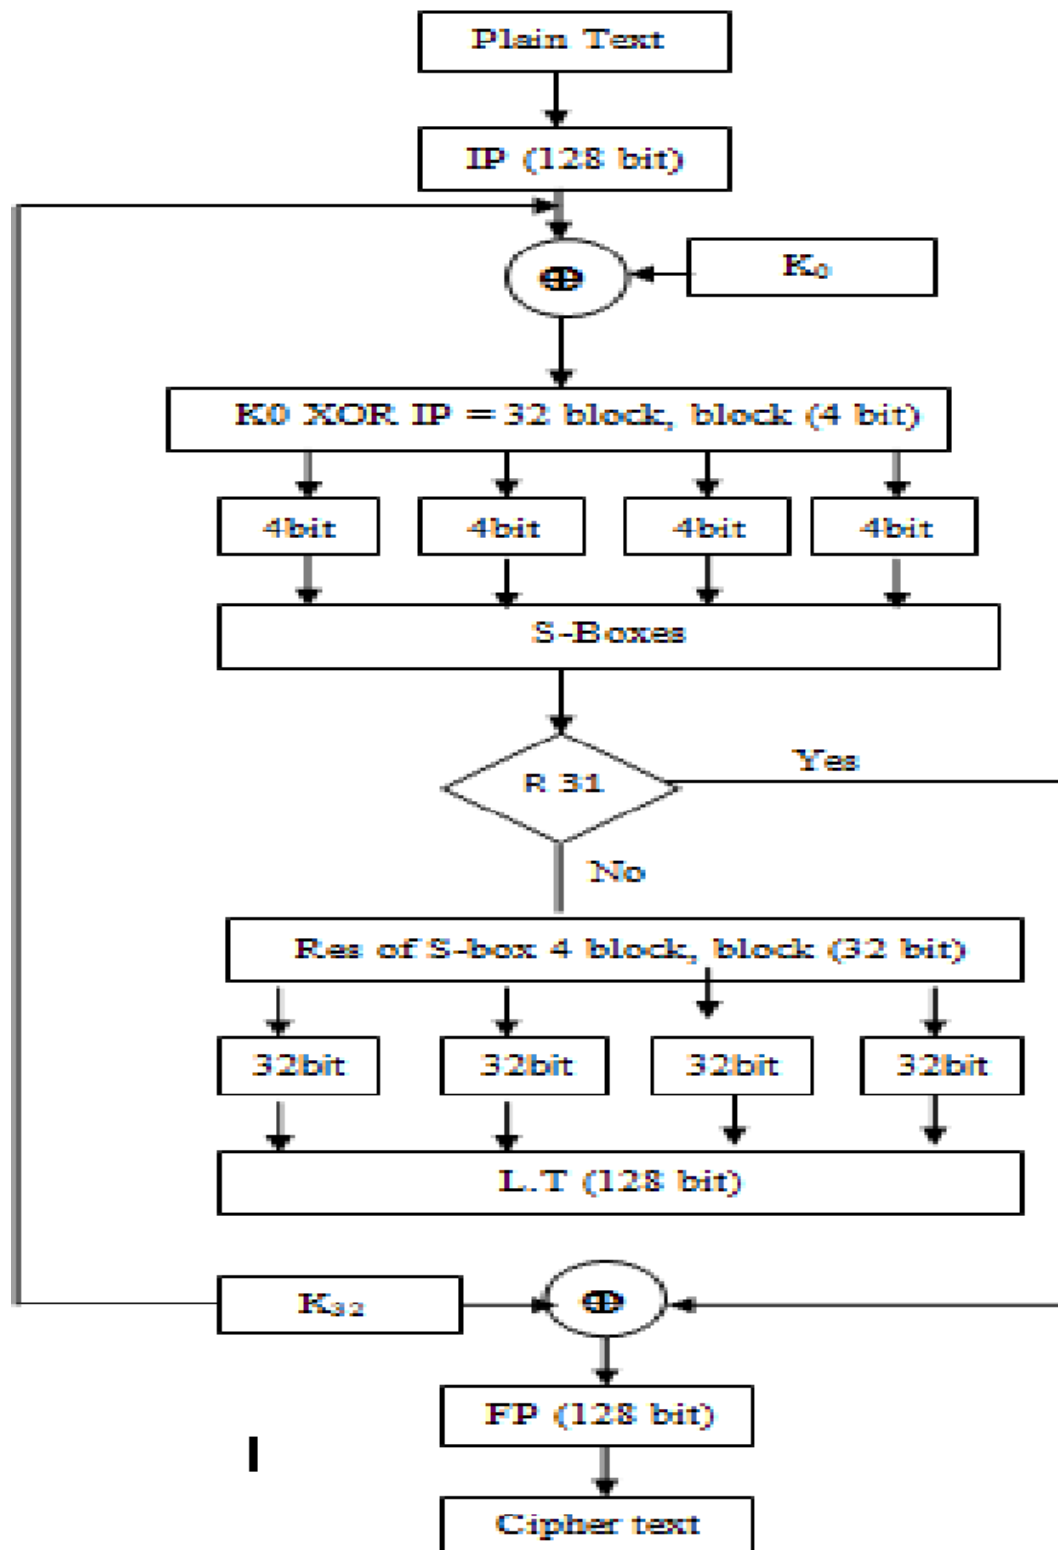 Plain Text
IP (128 bit)
⊕
K₀
K0 XOR IP = 32 block, block (4 bit)
4bit 4bit 4bit 4bit
S-Boxes
R 31
Yes
No
Res of S-box 4 block, block (32 bit)
32bit 32bit 32bit 32bit
L.T (128 bit)
K₃₂
⊕
FP (128 bit)
Cipher text